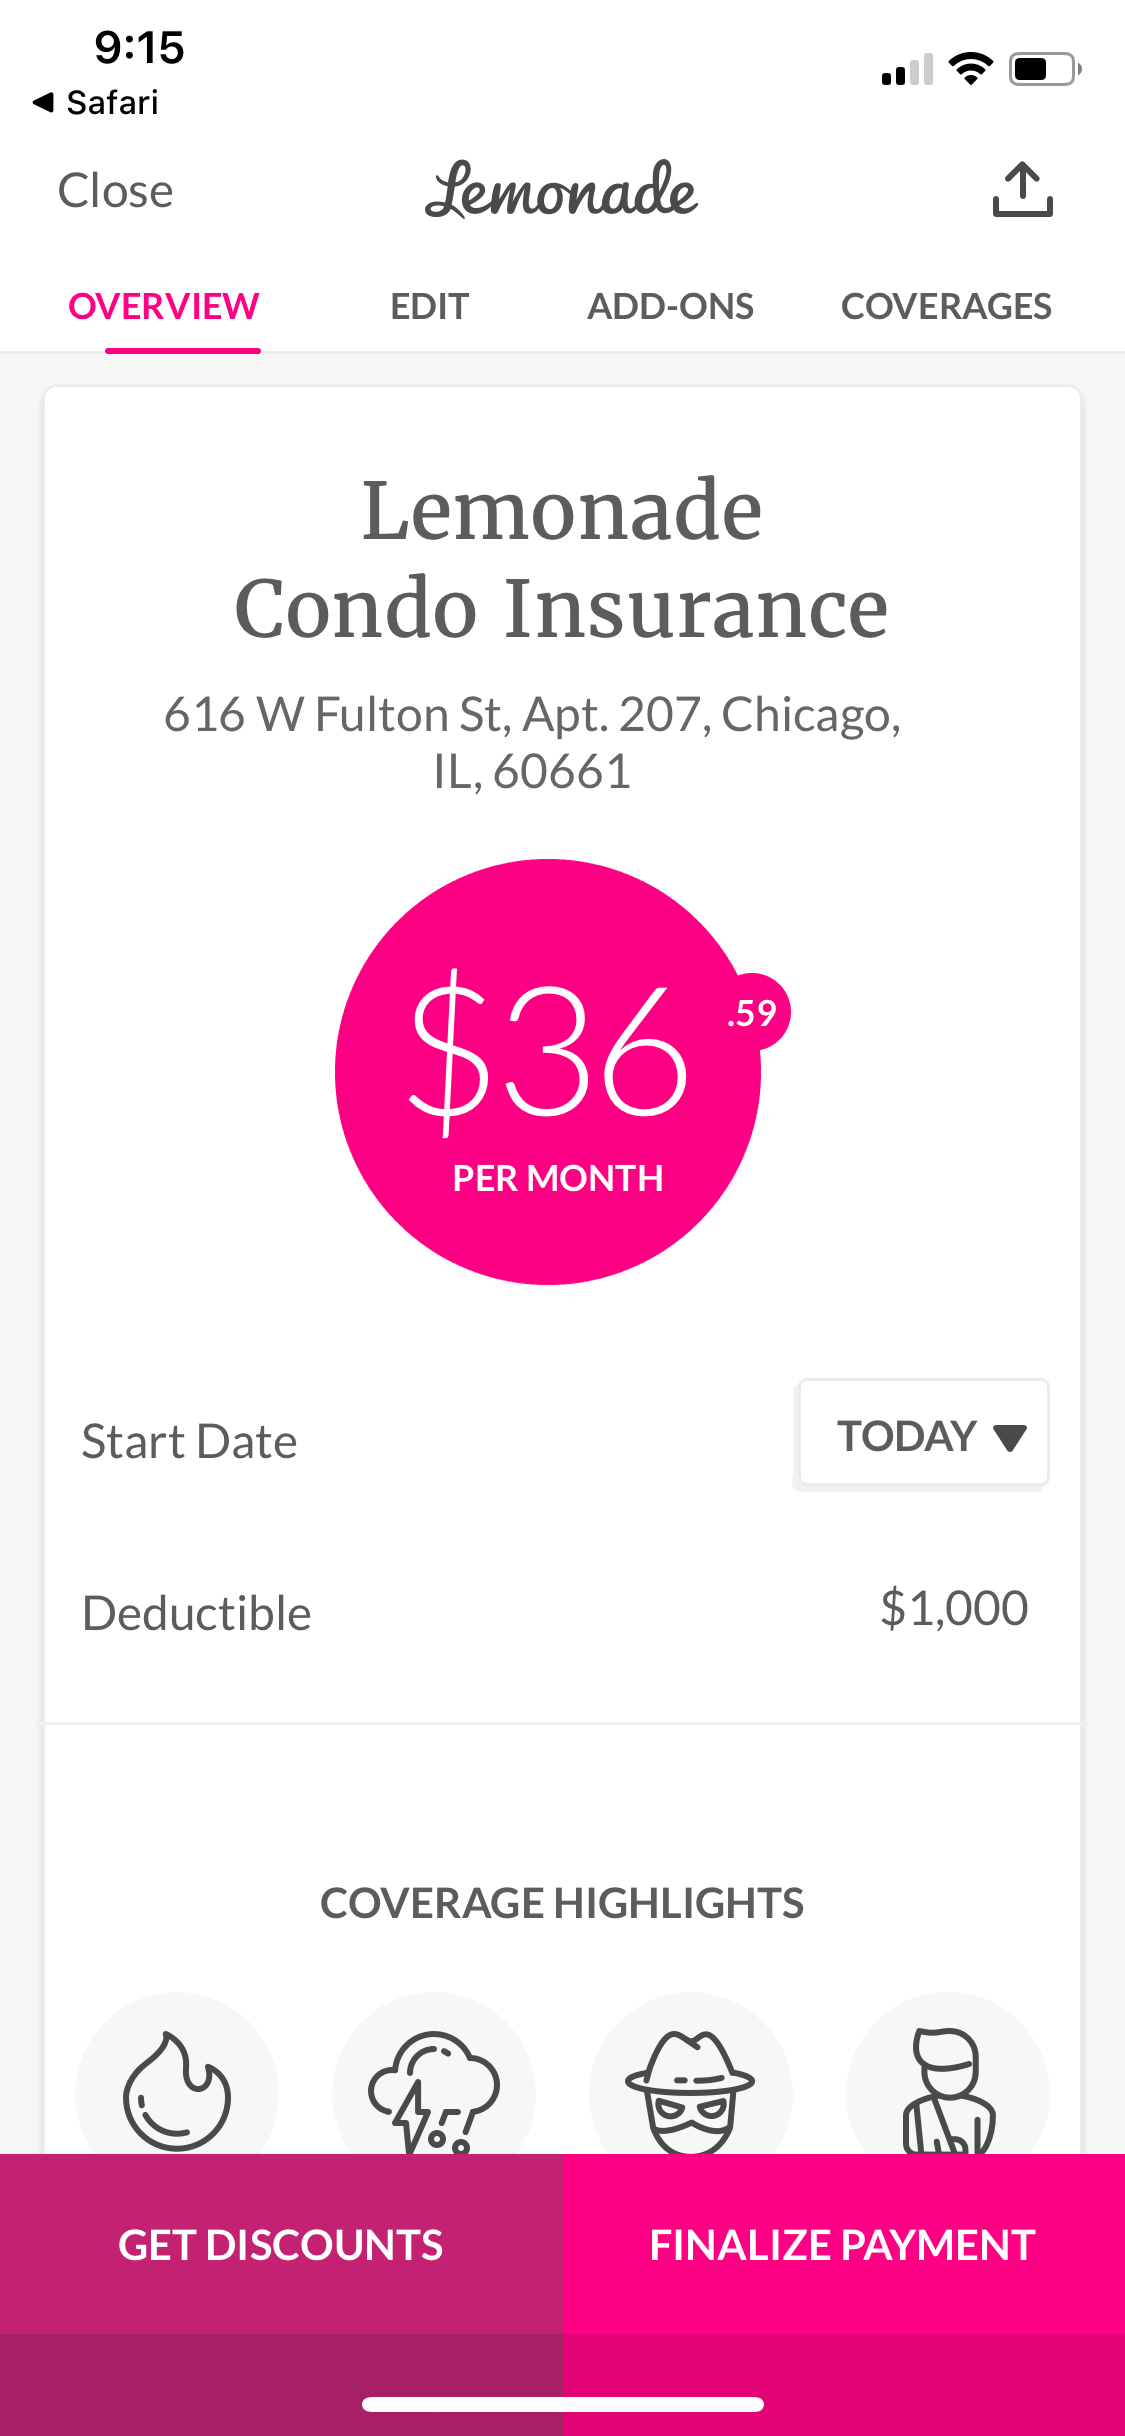 9:15
◀ Safari
Close
Lemonade
OVERVIEW
EDIT
ADD-ONS
COVERAGES
Lemonade
Condo Insurance
616 W Fulton St, Apt. 207, Chicago,
IL, 60661
$36
.59
PER MONTH
Start Date
TODAY ▼
Deductible
$1,000
COVERAGE HIGHLIGHTS
GET DISCOUNTS
FINALIZE PAYMENT